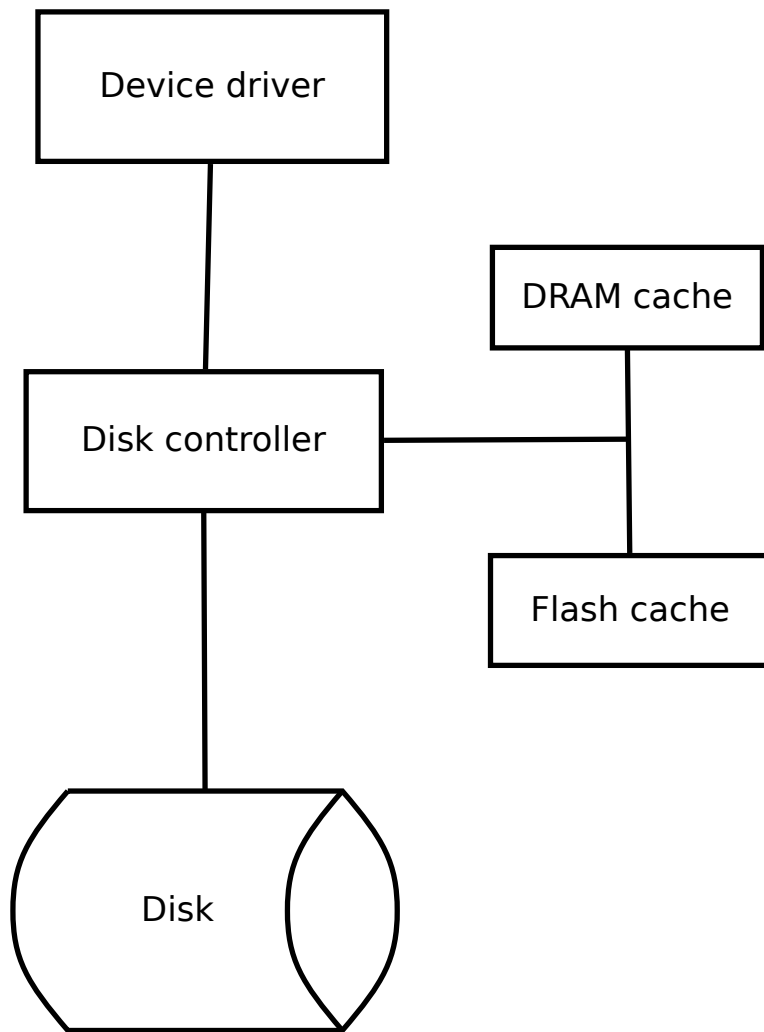 Device driver
DRAM cache
Disk controller
Flash cache
Disk